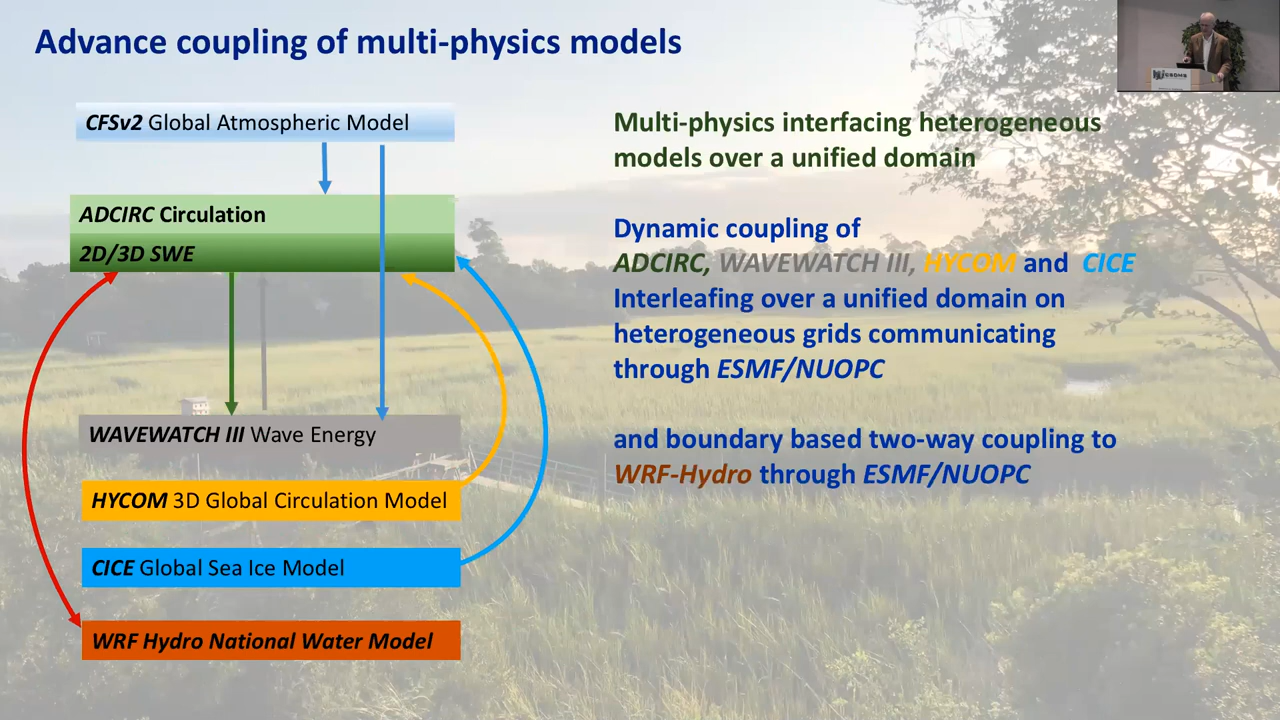 Advance coupling of multi-physics models
CFSv2 Global Atmospheric Model
ADCIRC Circulation
2D/3D SWE
WAVEWATCH III Wave Energy
HYCOM 3D Global Circulation Model
CICE Global Sea Ice Model
WRF Hydro National Water Model
Multi-physics interfacing heterogeneous
models over a unified domain
Dynamic coupling of
ADCIRC, WAVEWATCH III, HYCOM and CICE
Interleafing over a unified domain on
heterogeneous grids communicating
through ESMF/NUOPC
and boundary based two-way coupling to
WRF-Hydro through ESMF/NUOPC
CSDMS